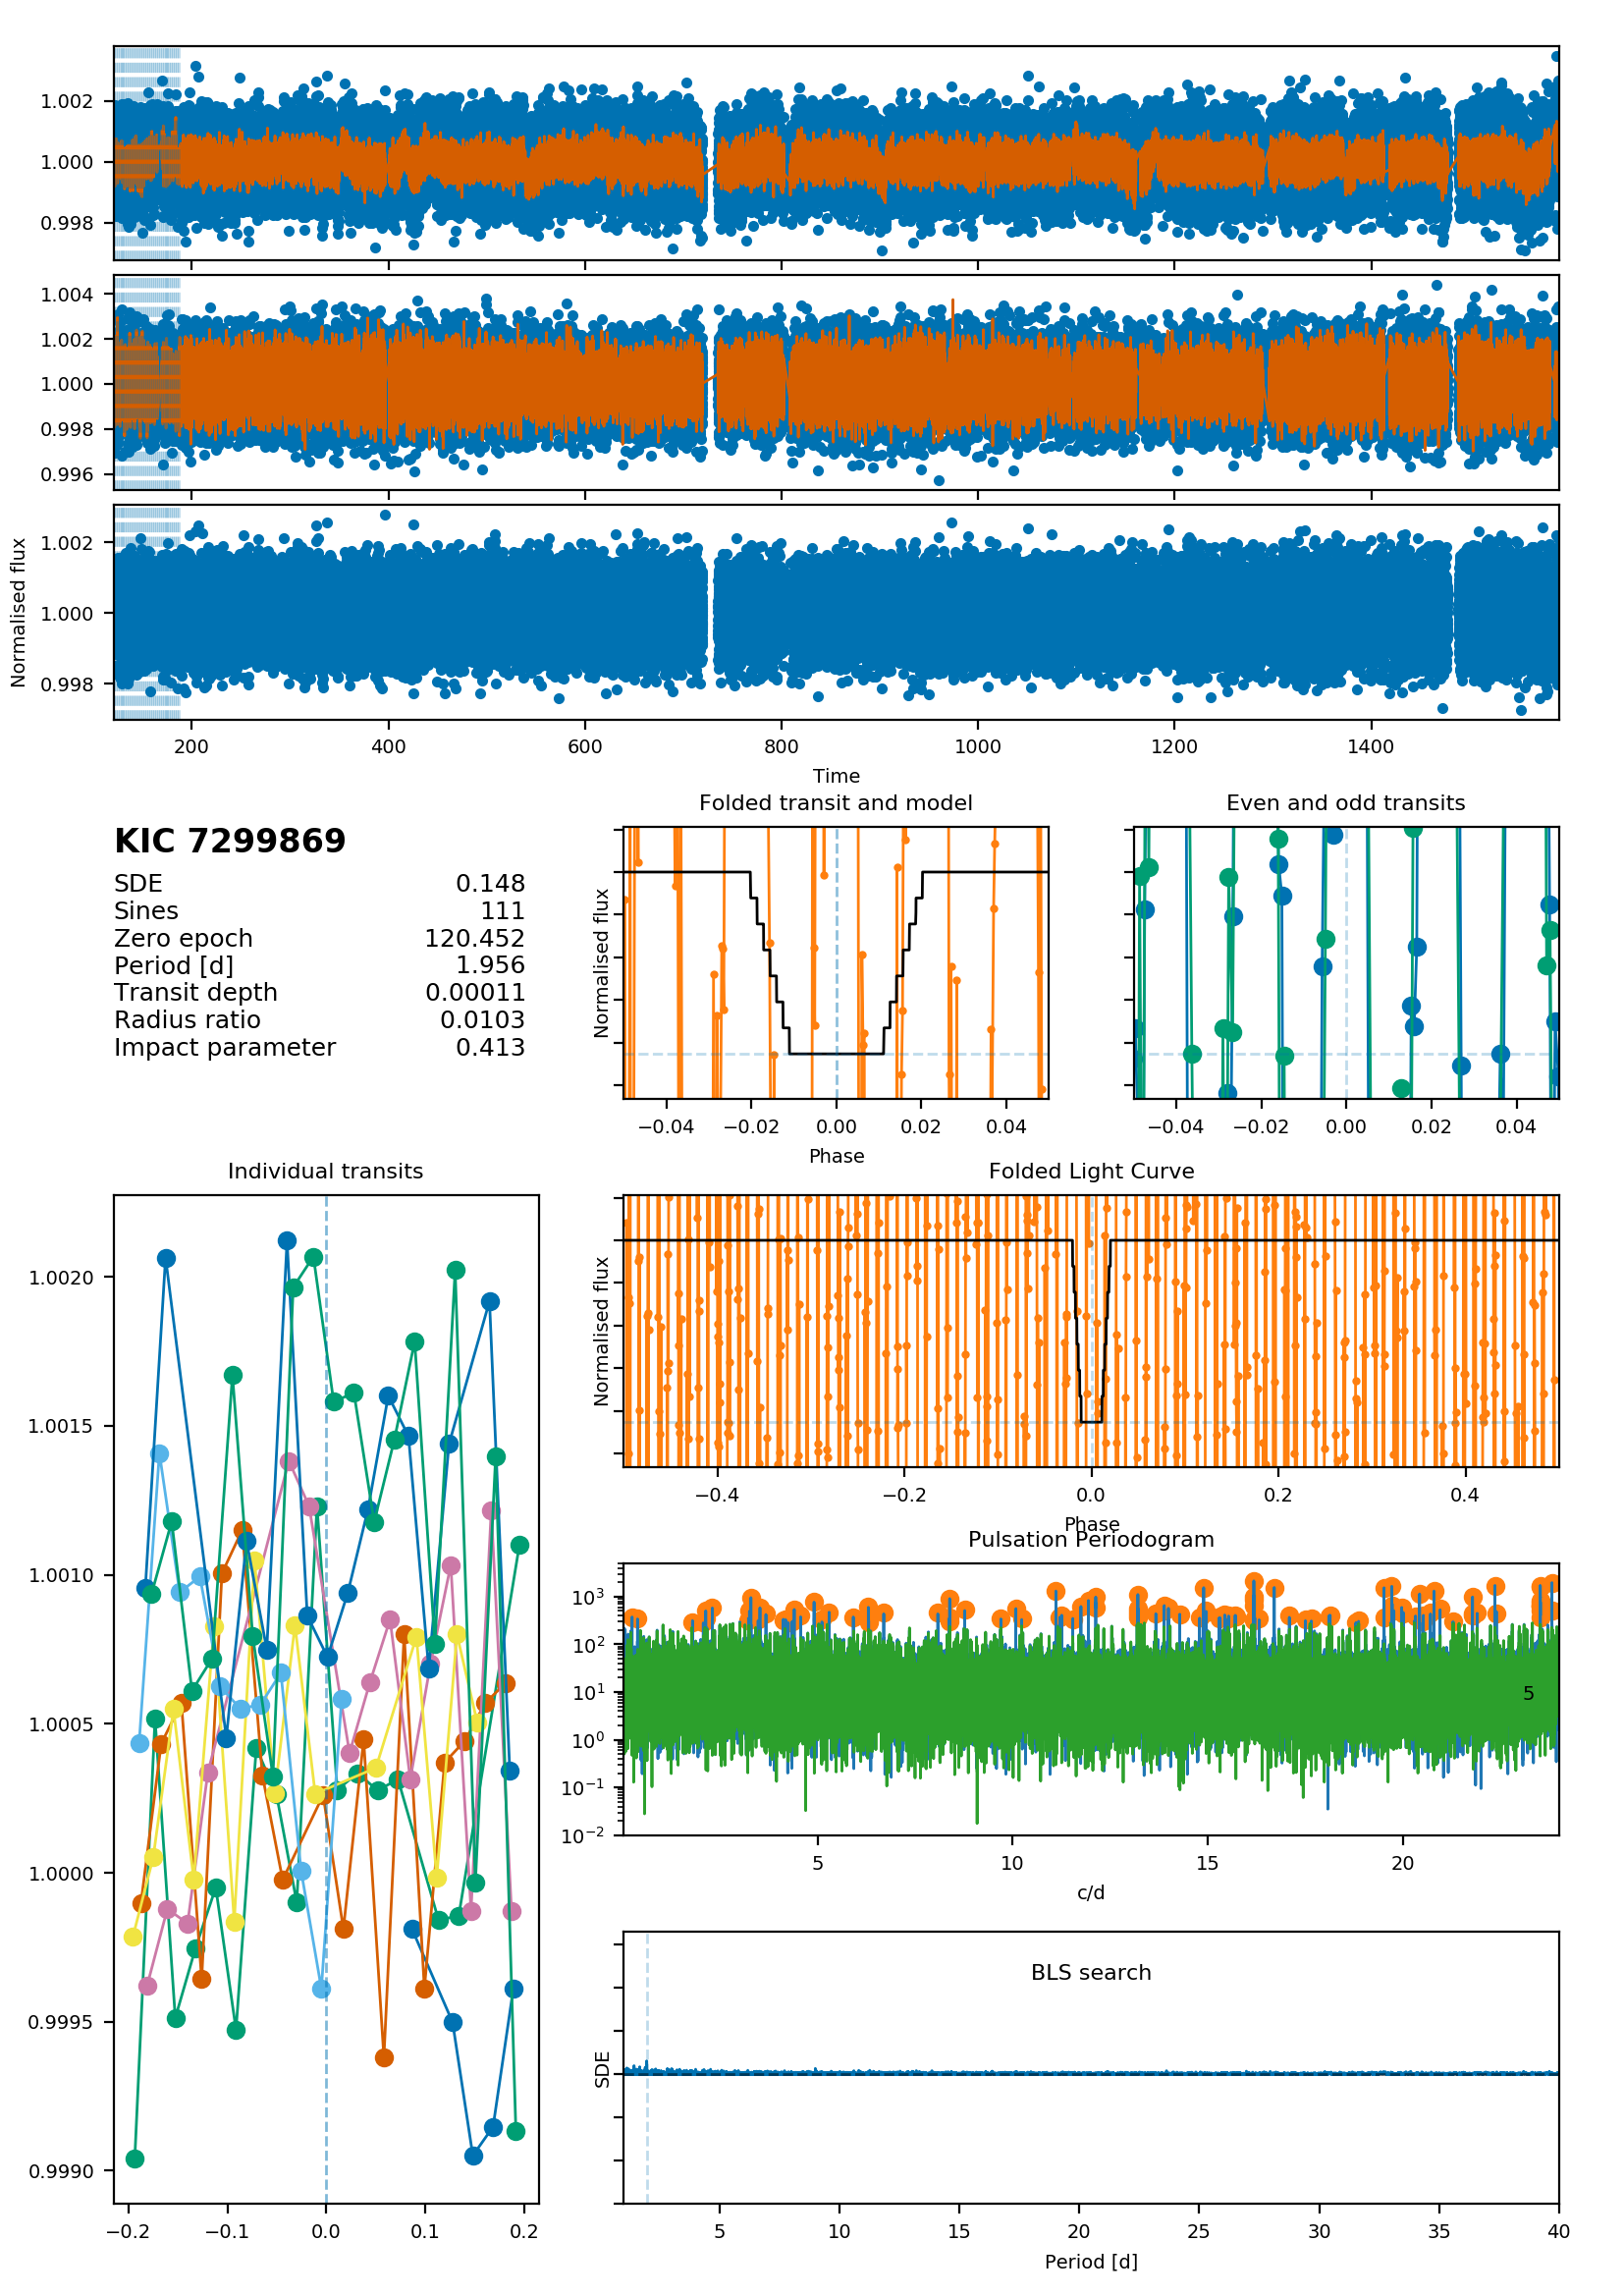 1.002
1.000
0.998
1.004
1.002
1.000
0.998
0.996
1.002
1.000
0.998
Normalised flux
200 400 600 800 1000 1200 1400
Time
KIC 7299869
SDE 0.148
Sines 111
Zero epoch 120.452
Period [d] 1.956
Transit depth 0.00011
Radius ratio 0.0103
Impact parameter 0.413
Folded transit and model
Normalised flux
−0.04 −0.02 0.00 0.02 0.04
Phase
Even and odd transits
−0.04 −0.02 0.00 0.02 0.04
Individual transits
1.0020
1.0015
1.0010
1.0005
1.0000
0.9995
0.9990
−0.2 −0.1 0.0 0.1 0.2
Folded Light Curve
Normalised flux
−0.4 −0.2 0.0 0.2 0.4
Phase
Pulsation Periodogram
10³
10²
10¹
10⁰
10⁻¹
10⁻²
5
5 10 15 20
c/d
BLS search
SDE
5 10 15 20 25 30 35 40
Period [d]